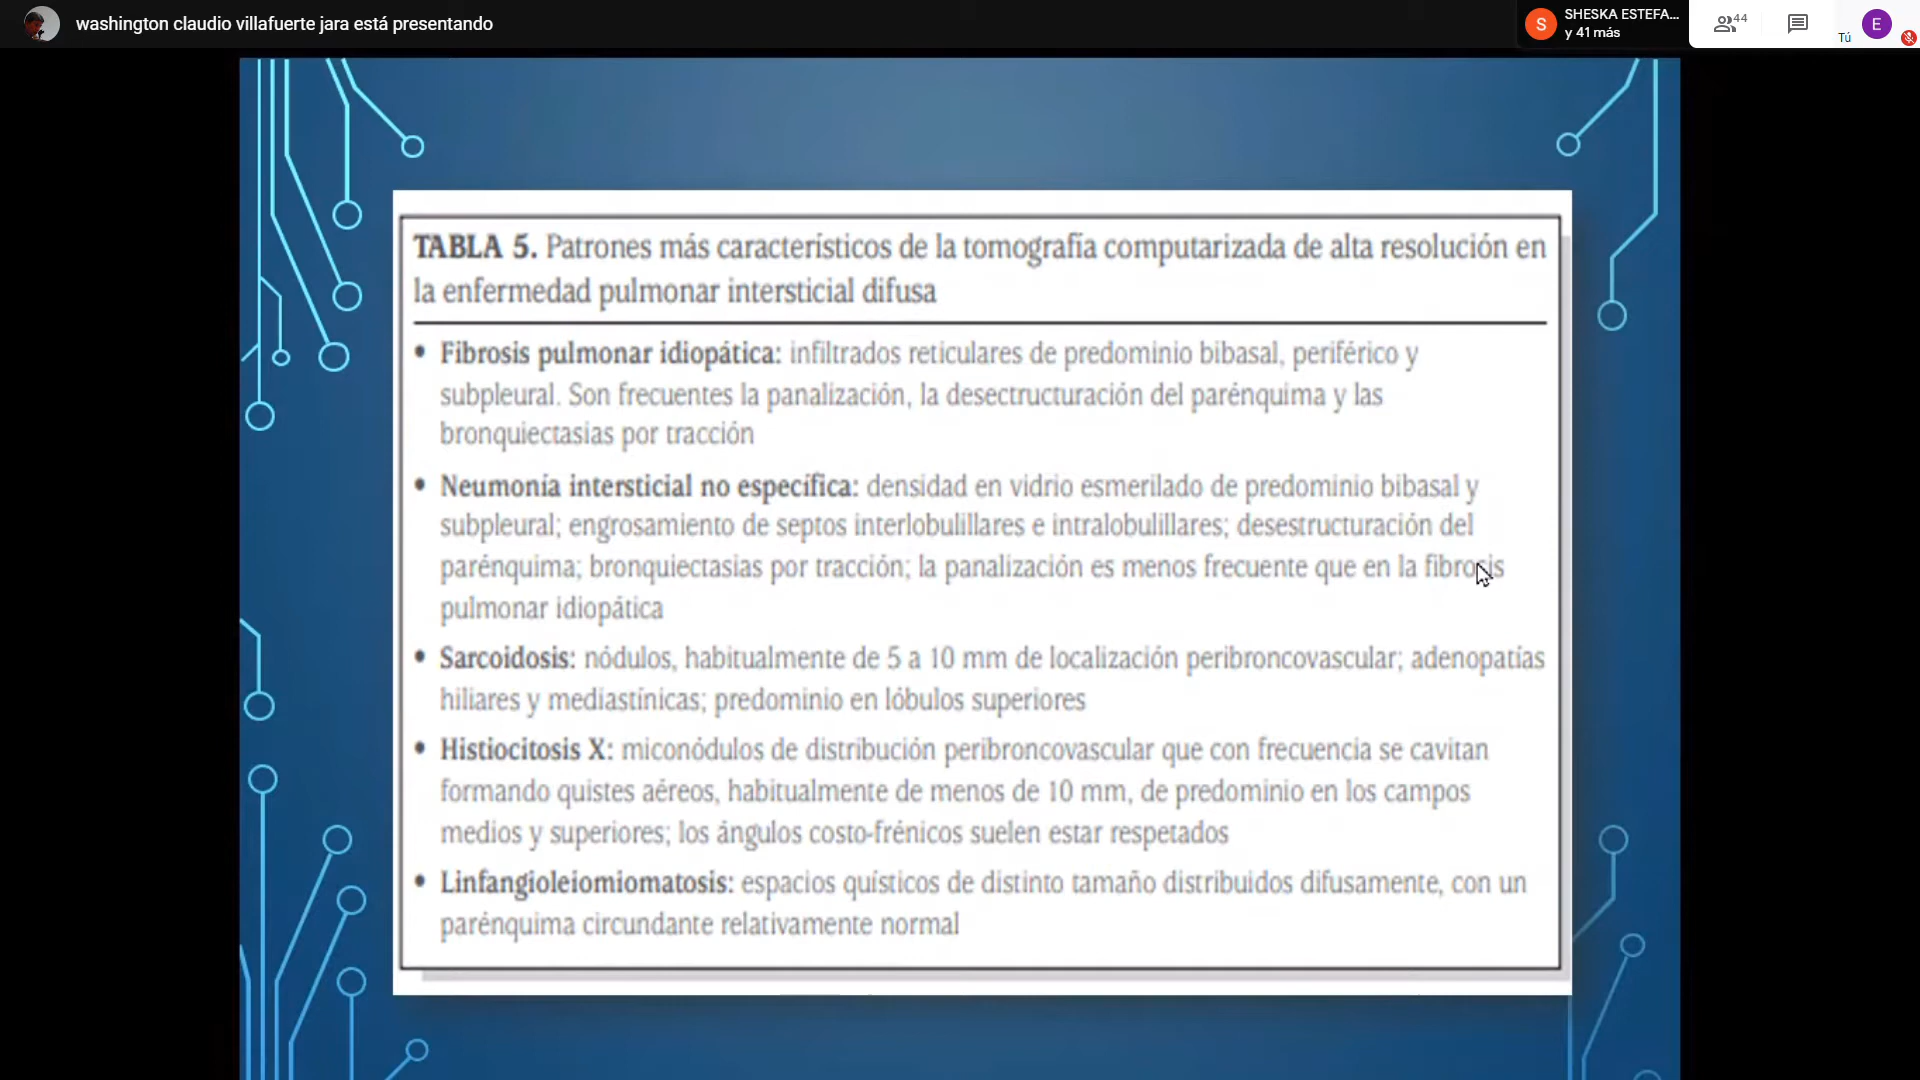 washington claudio villafuerte jara está presentando
S
SHESKA ESTEFA...
y 41 más
44
Tú
E
TABLA 5. Patrones más característicos de la tomografía computarizada de alta resolución en
la enfermedad pulmonar intersticial difusa
• Fibrosis pulmonar idiopática: infiltrados reticulares de predominio bibasal, periférico y
subpleural. Son frecuentes la panalización, la desectructuración del parénquima y las
bronquiectasias por tracción
• Neumonía intersticial no específica: densidad en vidrio esmerilado de predominio bibasal y
subpleural; engrosamiento de septos interlobulillares e intralobulillares; desestructuración del
parénquima; bronquiectasias por tracción; la panalización es menos frecuente que en la fibrosis
pulmonar idiopática
• Sarcoidosis: nódulos, habitualmente de 5 a 10 mm de localización peribroncovascular; adenopatías
hiliares y mediastínicas; predominio en lóbulos superiores
• Histiocitosis X: miconódulos de distribución peribroncovascular que con frecuencia se cavitan
formando quistes aéreos, habitualmente de menos de 10 mm, de predominio en los campos
medios y superiores; los ángulos costo-frénicos suelen estar respetados
• Linfangioleiomiomatosis: espacios quísticos de distinto tamaño distribuidos difusamente, con un
parénquima circundante relativamente normal